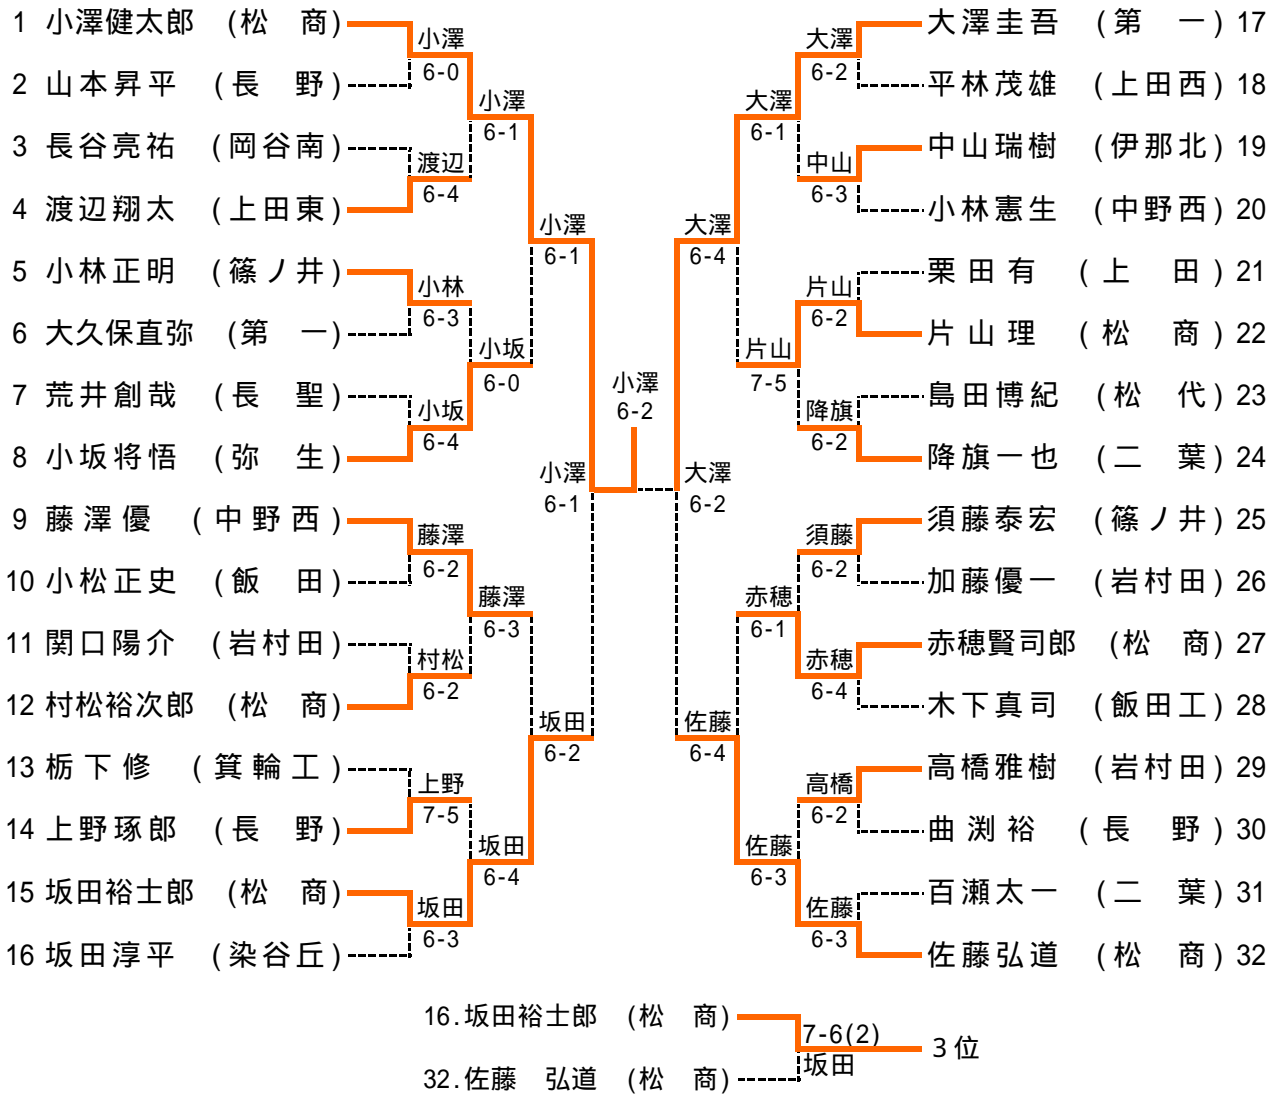 1 小澤健太郎 (松 商)
2 山本昇平 (長 野)
3 長谷亮祐 (岡谷南)
4 渡辺翔太 (上田東)
5 小林正明 (篠ノ井)
6 大久保直弥 (第 一)
7 荒井創哉 (長 聖)
8 小坂将悟 (弥 生)
9 藤澤優 (中野西)
10 小松正史 (飯 田)
11 関口陽介 (岩村田)
12 村松裕次郎 (松 商)
13 栃下修 (箕輪工)
14 上野琢郎 (長 野)
15 坂田裕士郎 (松 商)
16 坂田淳平 (染谷丘)
小澤
6-0
渡辺
6-4
小林
6-3
小坂
6-4
藤澤
6-2
村松
6-2
上野
7-5
坂田
6-3
小澤
6-1
小坂
6-0
藤澤
6-3
坂田
6-4
小澤
6-1
坂田
6-2
小澤
6-1
小澤
6-2
大澤
6-2
大澤
6-4
佐藤
6-4
大澤
6-1
片山
7-5
赤穂
6-1
佐藤
6-3
大澤
6-2
中山
6-3
片山
6-2
降旗
6-2
須藤
6-2
赤穂
6-4
高橋
6-2
佐藤
6-3
大澤圭吾 (第 一) 17
平林茂雄 (上田西) 18
中山瑞樹 (伊那北) 19
小林憲生 (中野西) 20
栗田有 (上 田) 21
片山理 (松 商) 22
島田博紀 (松 代) 23
降旗一也 (二 葉) 24
須藤泰宏 (篠ノ井) 25
加藤優一 (岩村田) 26
赤穂賢司郎 (松 商) 27
木下真司 (飯田工) 28
高橋雅樹 (岩村田) 29
曲渕裕 (長 野) 30
百瀬太一 (二 葉) 31
佐藤弘道 (松 商) 32
16.坂田裕士郎 (松 商)
32.佐藤 弘道 (松 商)
7-6(2)
坂田
3位